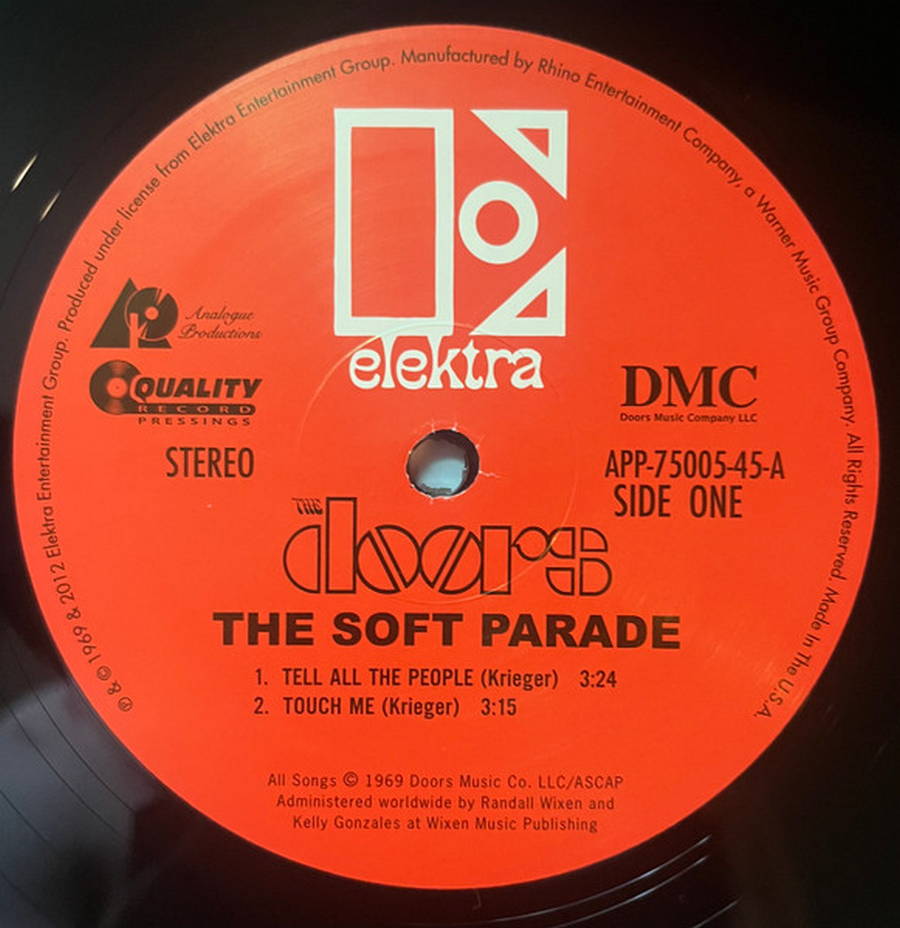 ℗ & © 1969 & 2012 Elektra Entertainment Group. Produced under license from Elektra Entertainment Group. Manufactured by Rhino Entertainment Company, a Warner Music Group Company. All Rights Reserved. Made In The U.S.A.
elektra
Analogue
Productions
QUALITY
RECORD
PRESSINGS
DMC
Doors Music Company LLC
STEREO
APP-75005-45-A
SIDE ONE
THE
doors
THE SOFT PARADE
1. TELL ALL THE PEOPLE (Krieger) 3:24
2. TOUCH ME (Krieger) 3:15
All Songs © 1969 Doors Music Co. LLC/ASCAP
Administered worldwide by Randall Wixen and
Kelly Gonzales at Wixen Music Publishing